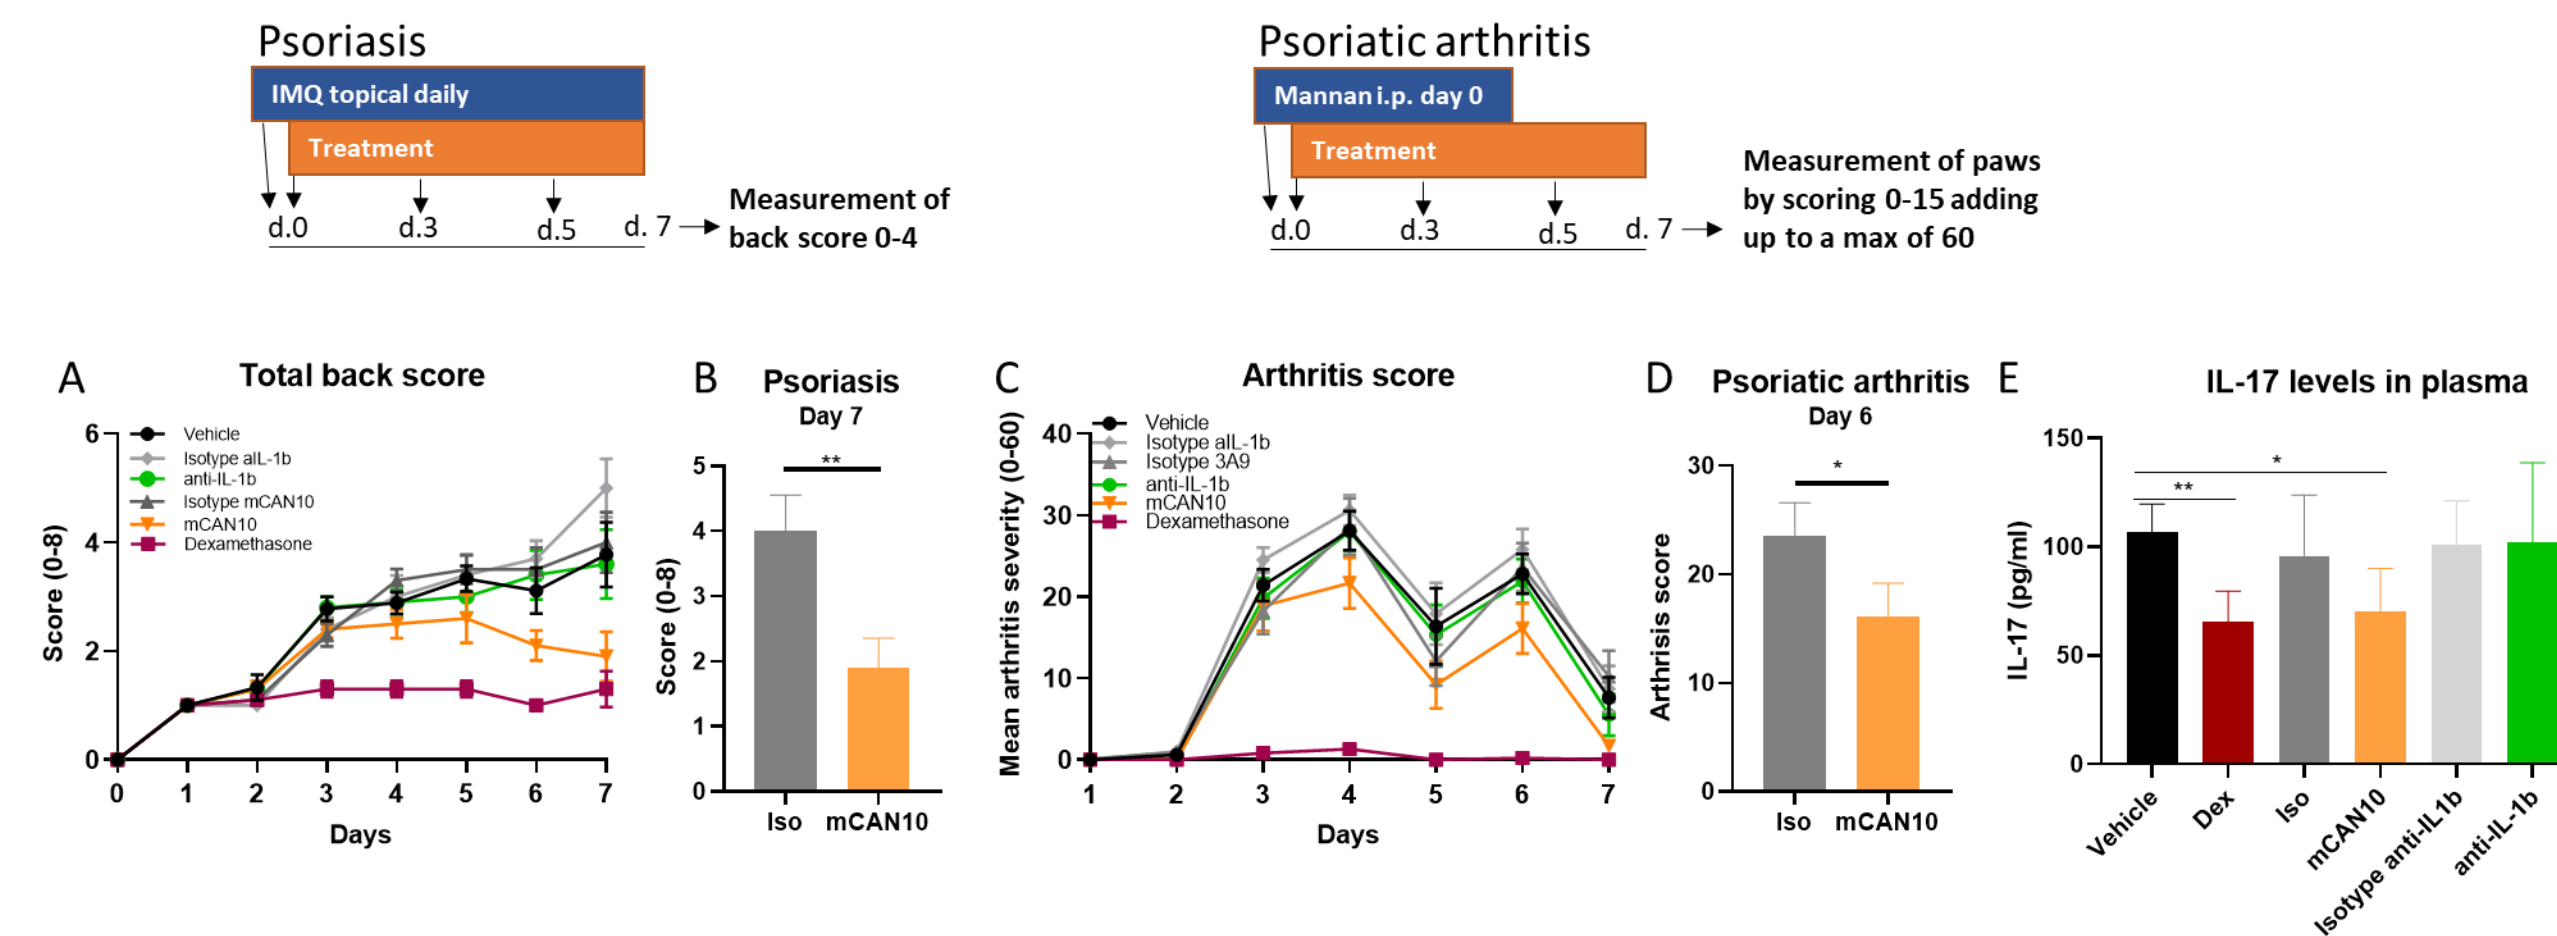 Psoriasis
IMQ topical daily
Treatment
d.0 d.3 d.5 d. 7
Measurement of
back score 0-4
Psoriatic arthritis
Mannan i.p. day 0
Treatment
d.0 d.3 d.5 d. 7
Measurement of paws
by scoring 0-15 adding
up to a max of 60
A
Total back score
Score (0-8)
6
4
2
0
Vehicle
Isotype aIL-1b
anti-IL-1b
Isotype mCAN10
mCAN10
Dexamethasone
0 1 2 3 4 5 6 7
Days
B
Psoriasis
Day 7
Score (0-8)
5
4
3
2
1
0
**
Iso mCAN10
C
Arthritis score
Mean arthritis severity (0-60)
40
30
20
10
0
Vehicle
Isotype aIL-1b
Isotype 3A9
anti-IL-1b
mCAN10
Dexamethasone
1 2 3 4 5 6 7
Days
D
Psoriatic arthritis
Day 6
Arthrisis score
30
20
10
0
*
Iso mCAN10
E
IL-17 levels in plasma
IL-17 (pg/ml)
150
100
50
0
*
**
Vehicle
Dex
Iso
mCAN10
Isotype anti-IL1b
anti-IL-1b